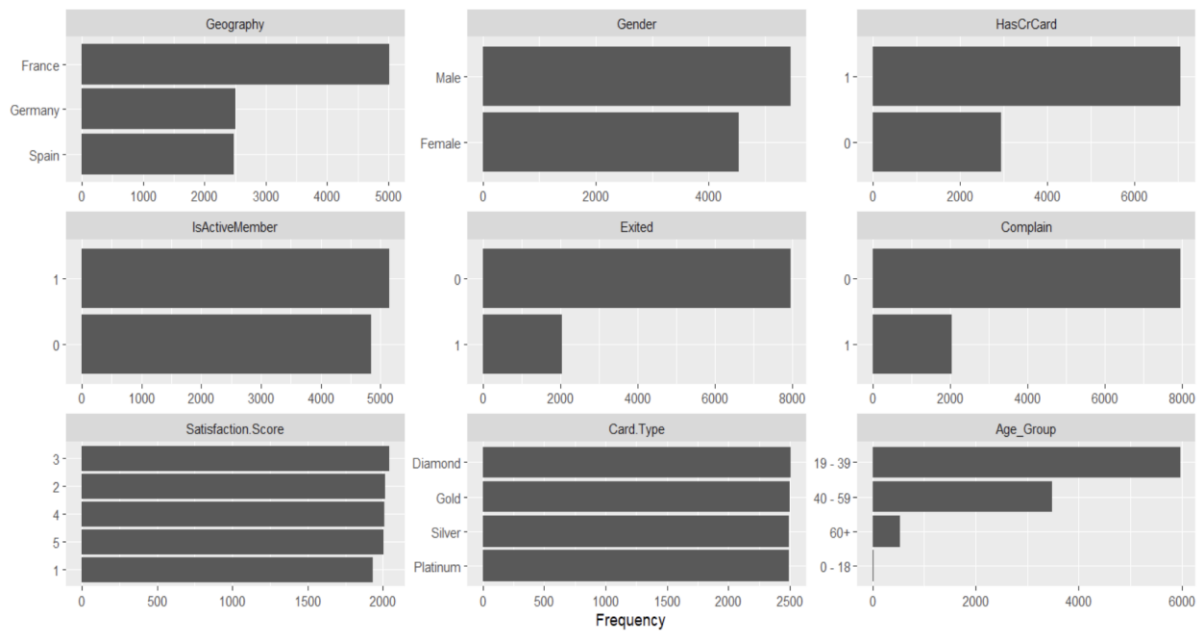 Geography
France
Germany
Spain
0 1000 2000 3000 4000 5000
Gender
Male
Female
0 2000 4000
HasCrCard
1
0
0 2000 4000 6000
IsActiveMember
1
0
0 1000 2000 3000 4000 5000
Exited
0
1
0 2000 4000 6000 8000
Complain
0
1
0 2000 4000 6000 8000
Satisfaction.Score
3
2
4
5
1
0 500 1000 1500 2000
Card.Type
Diamond
Gold
Silver
Platinum
0 500 1000 1500 2000 2500
Age_Group
19 - 39
40 - 59
60+
0 - 18
0 2000 4000 6000
Frequency